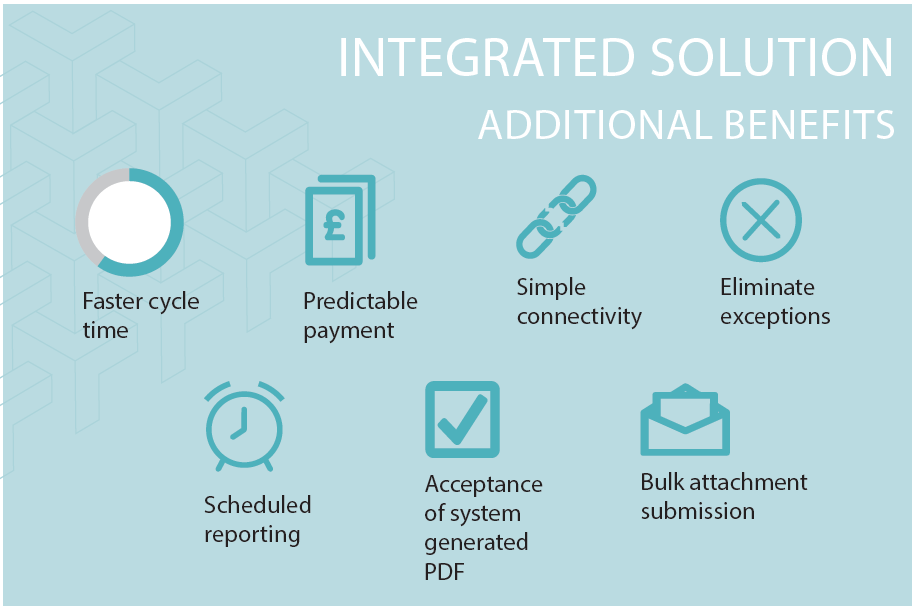 INTEGRATED SOLUTION
ADDITIONAL BENEFITS
£
Faster cycle
time
Predictable
payment
Simple
connectivity
Eliminate
exceptions
Scheduled
reporting
Acceptance
of system
generated
PDF
Bulk attachment
submission